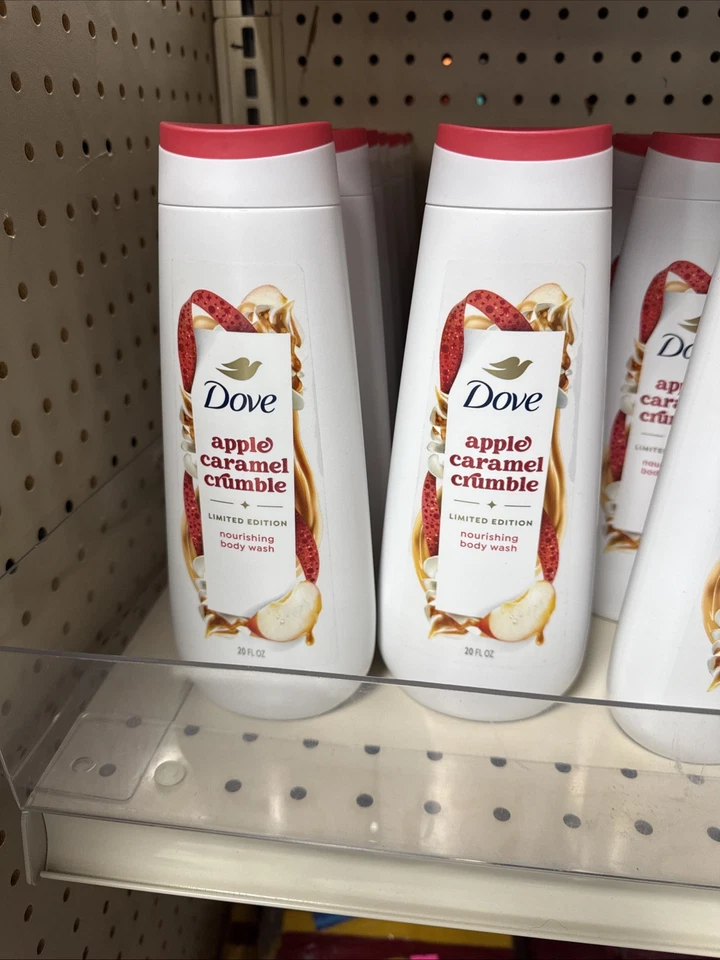 Dove
apple
caramel
crumble
LIMITED EDITION
nourishing
body wash
20 FL OZ
Dove
apple
caramel
crumble
LIMITED EDITION
nourishing
body wash
20 FL OZ